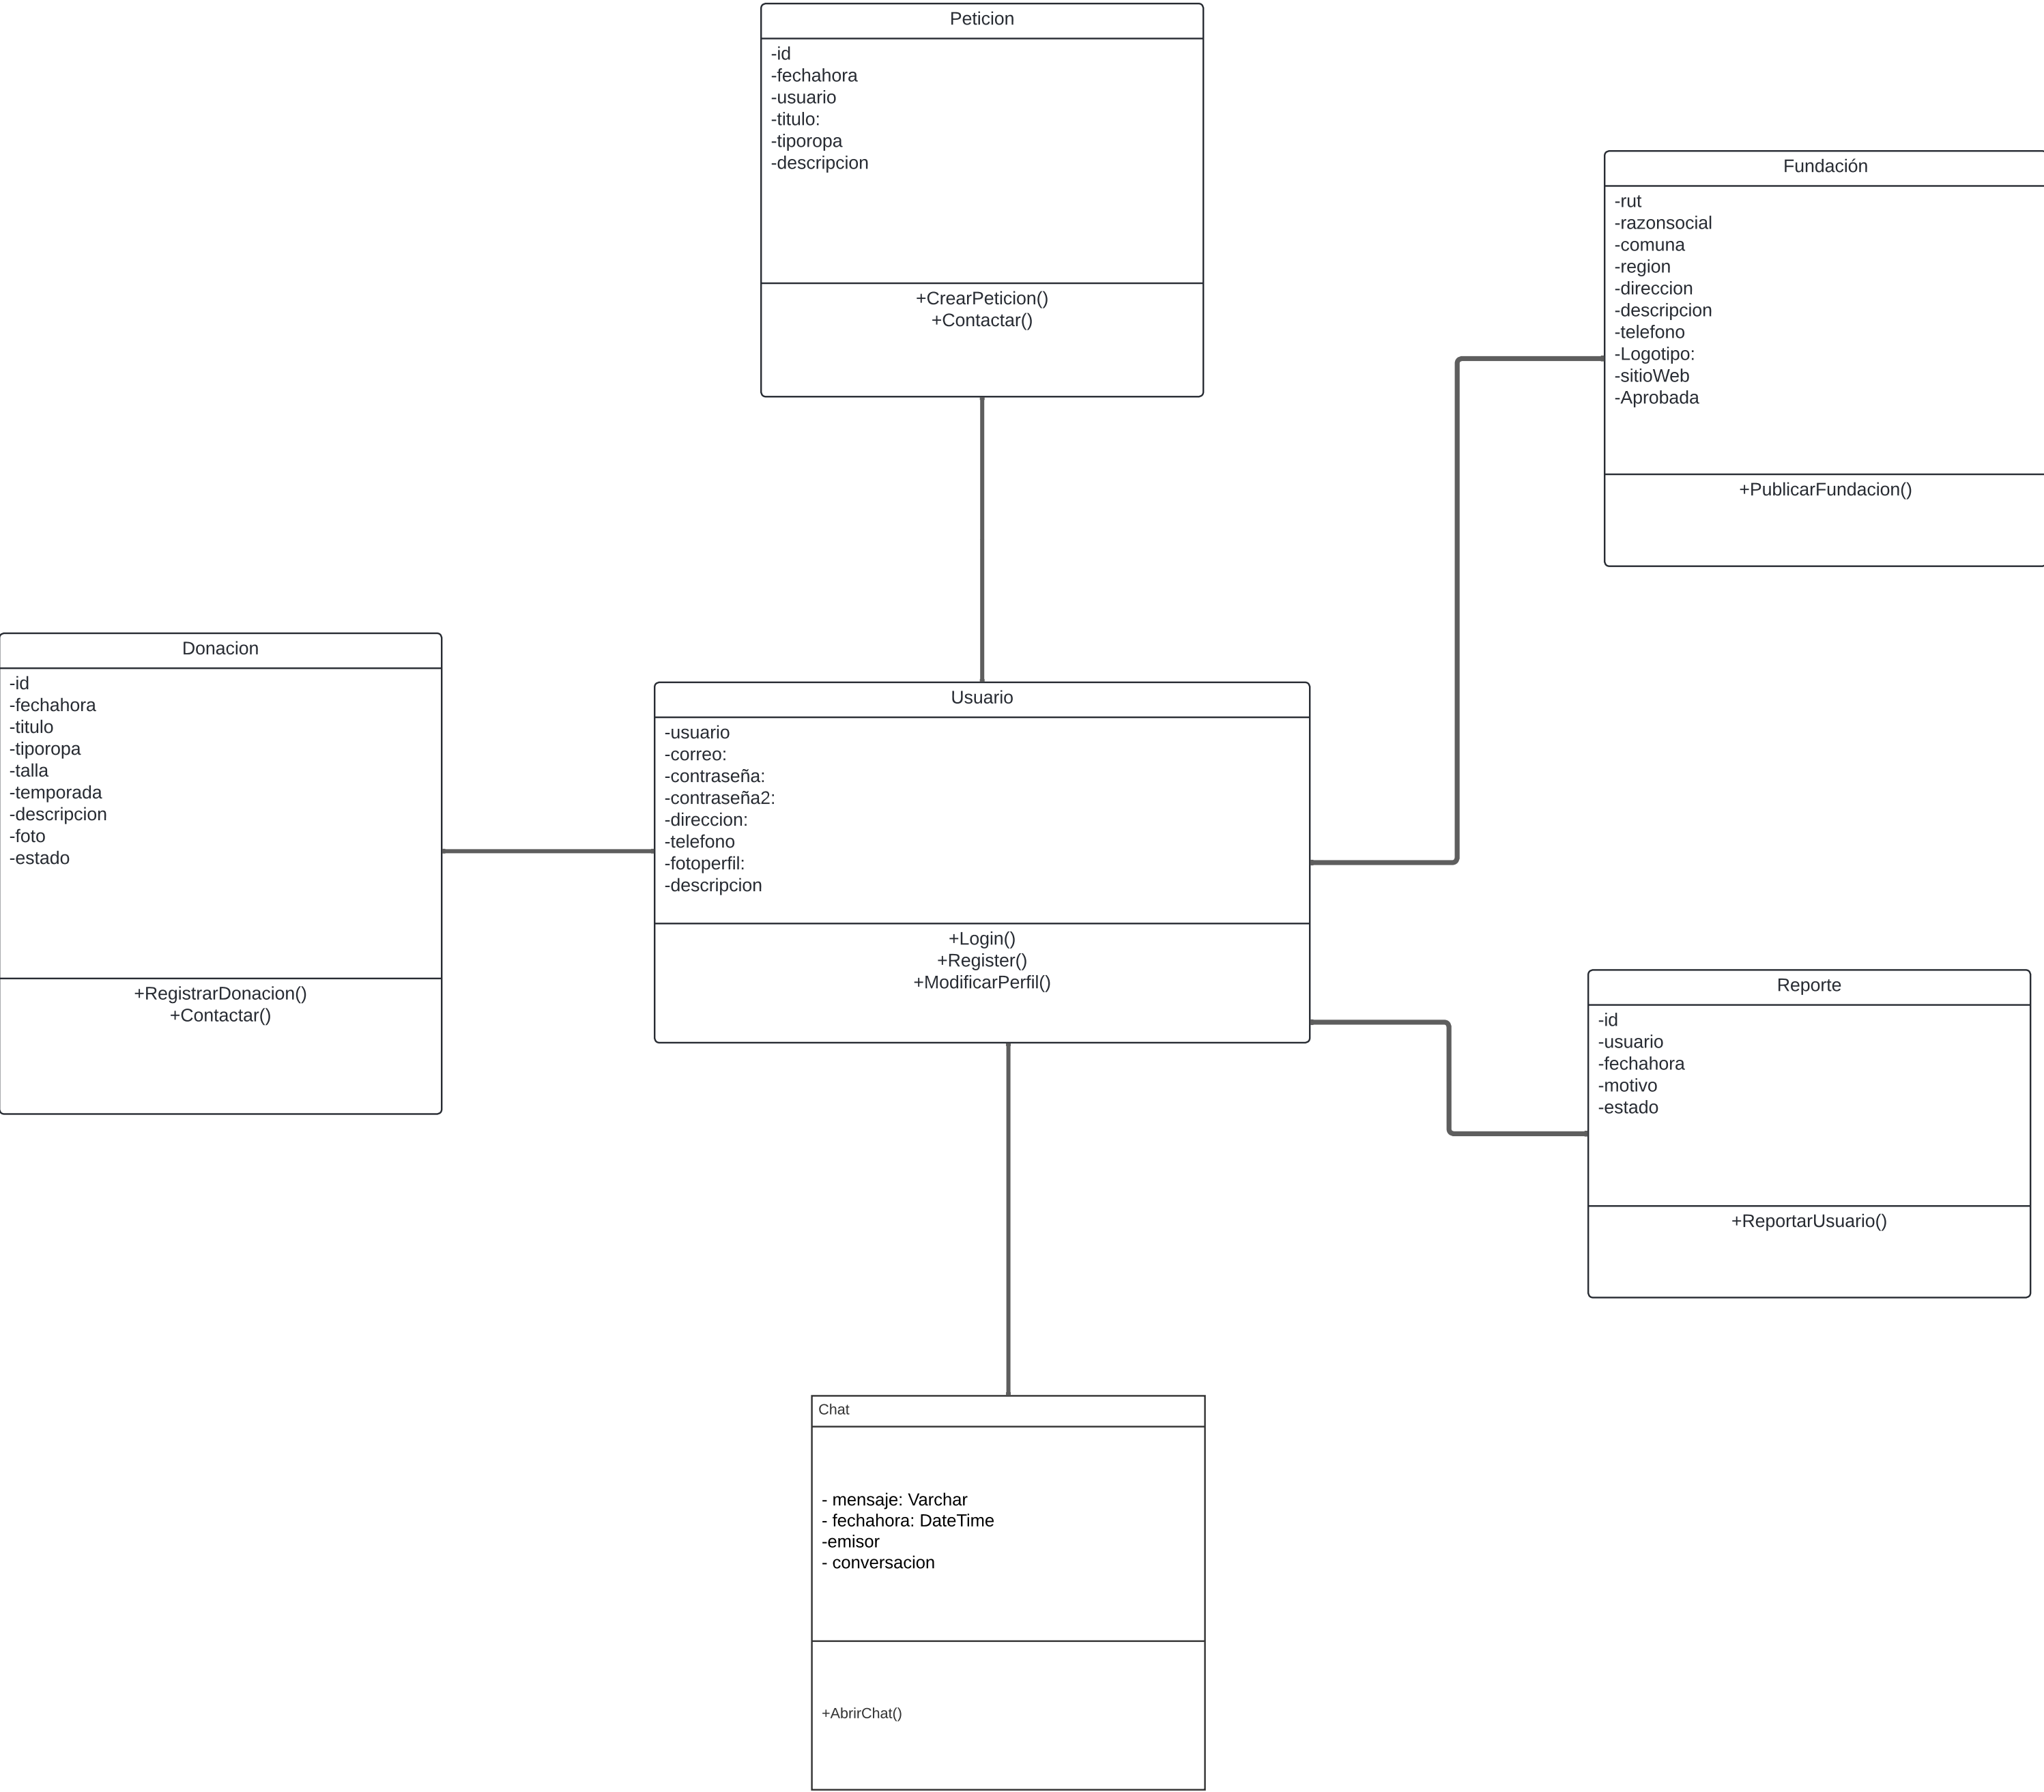 Peticion
-id
-fechahora
-usuario
-titulo:
-tiporopa
-descripcion
+CrearPeticion()
+Contactar()
Fundación
-rut
-razonsocial
-comuna
-region
-direccion
-descripcion
-telefono
-Logotipo:
-sitioWeb
-Aprobada
+PublicarFundacion()
Donacion
-id
-fechahora
-titulo
-tiporopa
-talla
-temporada
-descripcion
-foto
-estado
+RegistrarDonacion()
+Contactar()
Usuario
-usuario
-correo:
-contraseña:
-contraseña2:
-direccion:
-telefono
-fotoperfil:
-descripcion
+Login()
+Register()
+ModificarPerfil()
Reporte
-id
-usuario
-fechahora
-motivo
-estado
+ReportarUsuario()
Chat
- mensaje: Varchar
- fechahora: DateTime
-emisor
- conversacion
+AbrirChat()